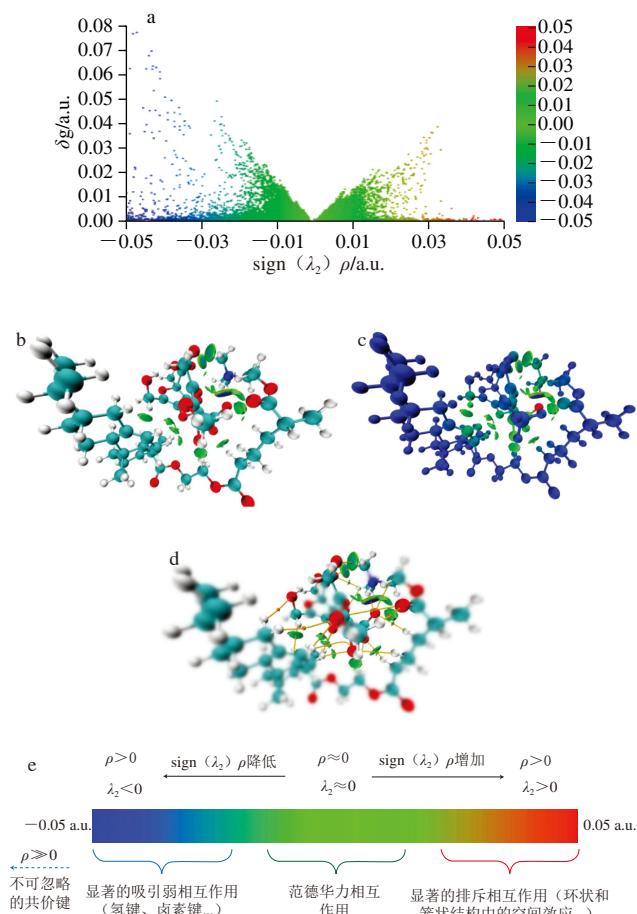 a
0.08
0.07
0.06
0.05
0.04
0.03
0.02
0.01
0.00
δg/a.u.
−0.05
−0.03
−0.01
0.01
0.03
0.05
sign（λ₂）ρ/a.u.
0.05
0.04
0.03
0.02
0.01
0.00
−0.01
−0.02
−0.03
−0.04
−0.05
b
c
d
e
ρ>0
sign（λ₂）ρ降低
ρ≈0
sign（λ₂）ρ增加
ρ>0
λ₂<0
λ₂≈0
λ₂>0
−0.05 a.u.
0.05 a.u.
ρ≫0
不可忽略
的共价键
显著的吸引弱相互作用
（氢键、卤素键...）
范德华力相互
作用
显著的排斥相互作用（环状和
笼状结构中的空间效应...）